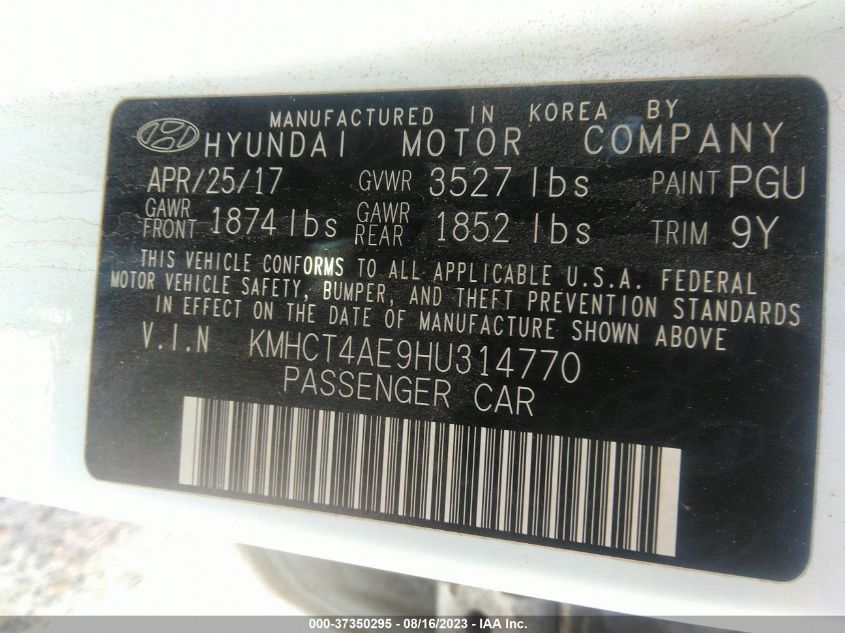 MANUFACTURED IN KOREA BY
HYUNDAI MOTOR COMPANY
APR/25/17 GVWR 3527 lbs PAINT PGU
GAWR FRONT 1874 lbs GAWR REAR 1852 lbs TRIM 9Y
THIS VEHICLE CONFORMS TO ALL APPLICABLE U.S.A. FEDERAL
MOTOR VEHICLE SAFETY, BUMPER, AND THEFT PREVENTION STANDARDS
IN EFFECT ON THE DATE OF MANUFACTURE SHOWN ABOVE
V.I.N KMHCT4AE9HU314770
PASSENGER CAR
000-37350295 - 08/16/2023 - IAA Inc.